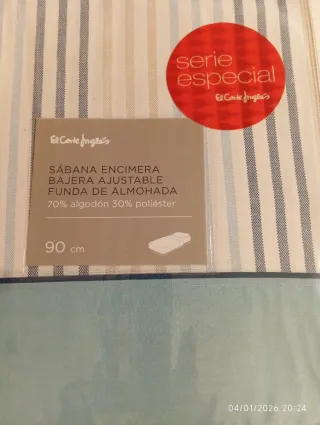 serie
especial
El Corte Inglés
El Corte Inglés
SÁBANA ENCIMERA
BAJERA AJUSTABLE
FUNDA DE ALMOHADA
70% algodón 30% poliéster
90 cm
04/01/2026 20:24